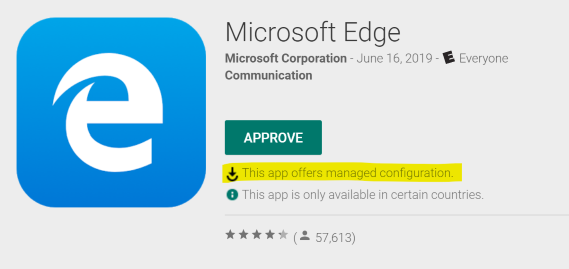 Microsoft Edge
Microsoft Corporation - June 16, 2019 - E Everyone
Communication
APPROVE
This app offers managed configuration.
This app is only available in certain countries.
( 57,613)